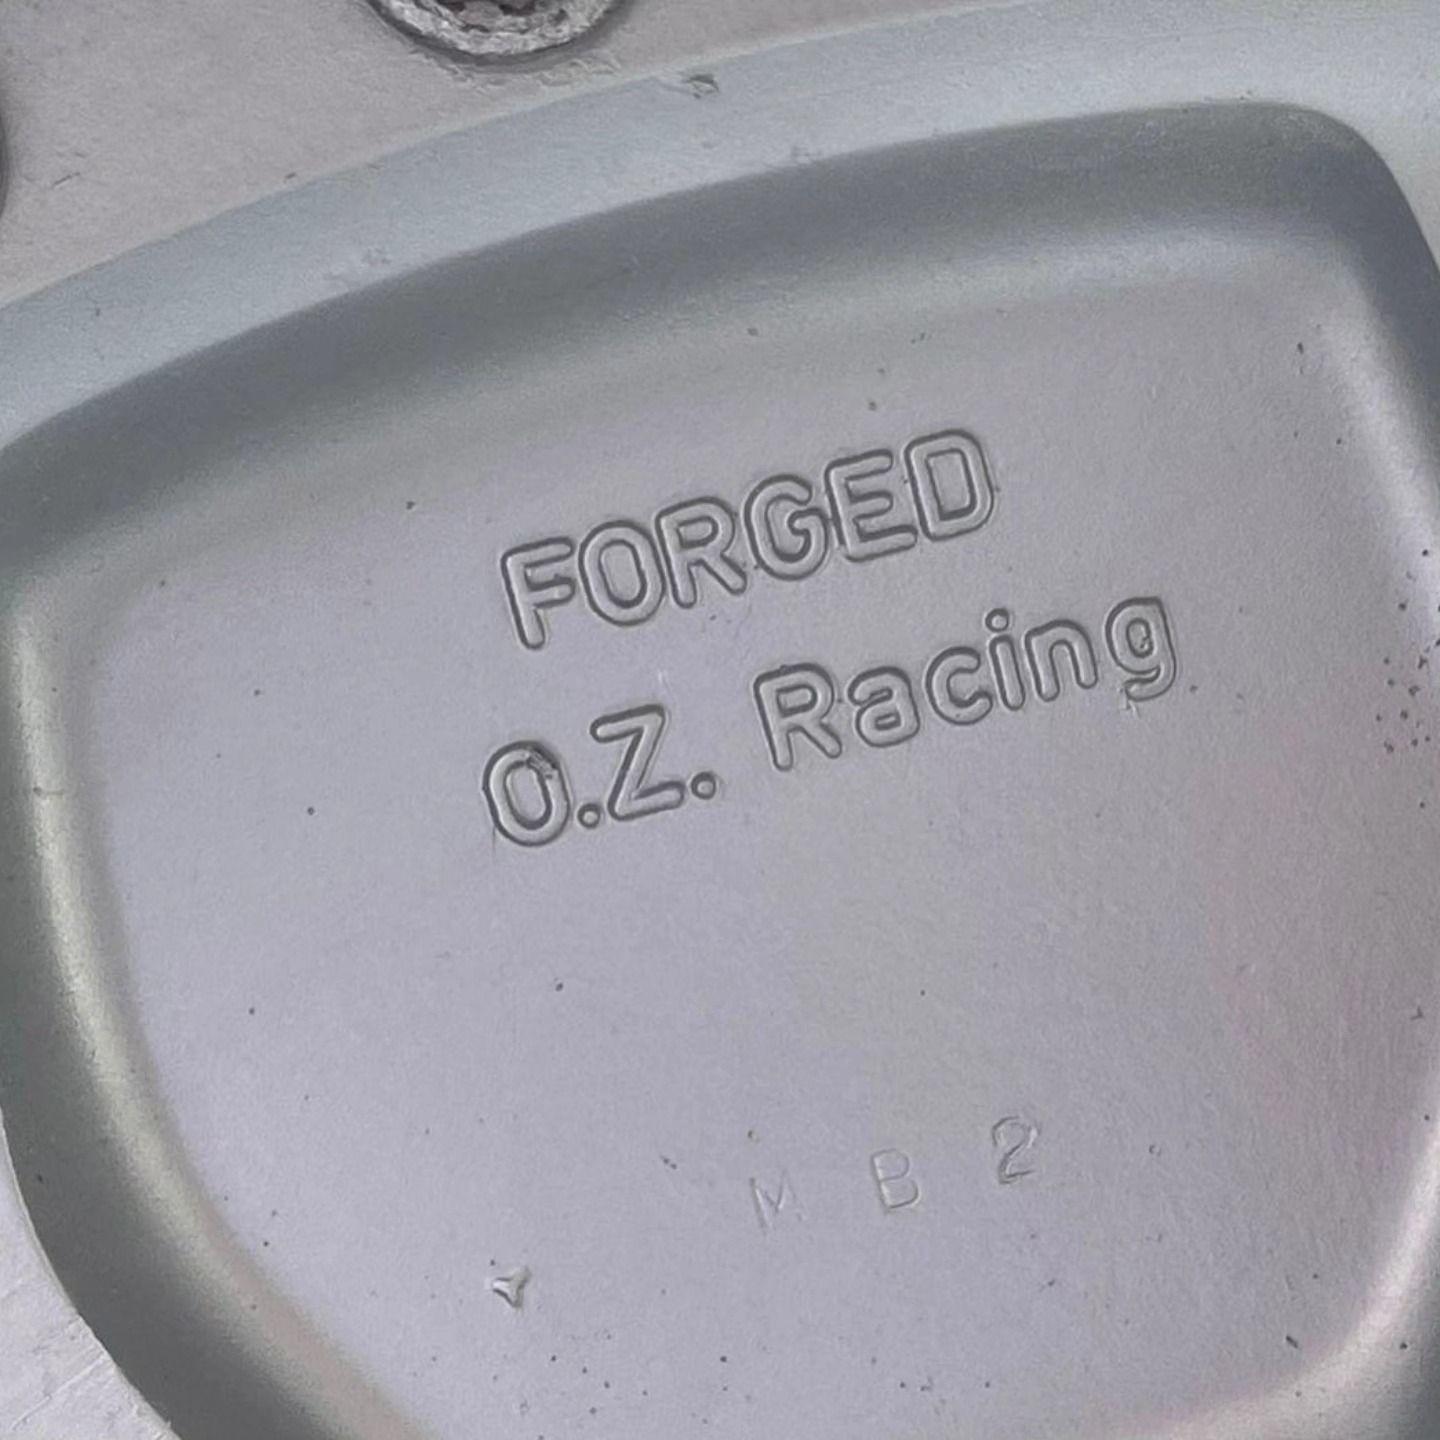 FORGED
O.Z. Racing
M B 2